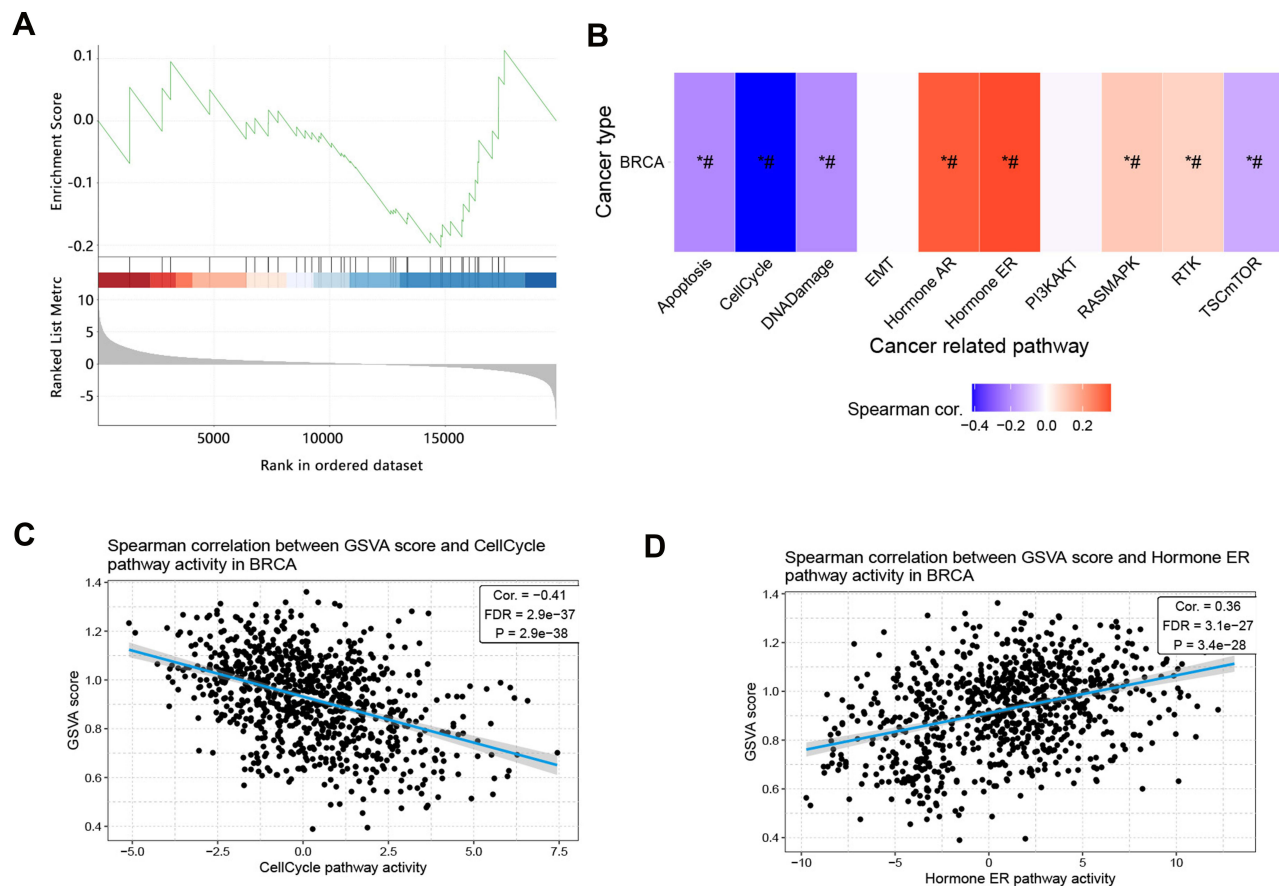 A
Enrichment Score
0.1
0.0
-0.1
-0.2
Ranked List Metrc
10
5
0
-5
5000 10000 15000
Rank in ordered dataset
B
Cancer type
BRCA
*# *# *# *# *# *# *# *#
Apoptosis CellCycle DNADamage EMT Hormone AR Hormone ER PI3KAKT RASMAPK RTK TSCmTOR
Cancer related pathway
Spearman cor.
−0.4 −0.2 0.0 0.2
C
Spearman correlation between GSVA score and CellCycle
pathway activity in BRCA
Cor. = −0.41
FDR = 2.9e−37
P = 2.9e−38
GSVA score
1.4
1.2
1.0
0.8
0.6
0.4
−5.0 −2.5 0.0 2.5 5.0 7.5
CellCycle pathway activity
D
Spearman correlation between GSVA score and Hormone ER
pathway activity in BRCA
Cor. = 0.36
FDR = 3.1e−27
P = 3.4e−28
GSVA score
1.4
1.2
1.0
0.8
0.6
0.4
−10 −5 0 5 10
Hormone ER pathway activity